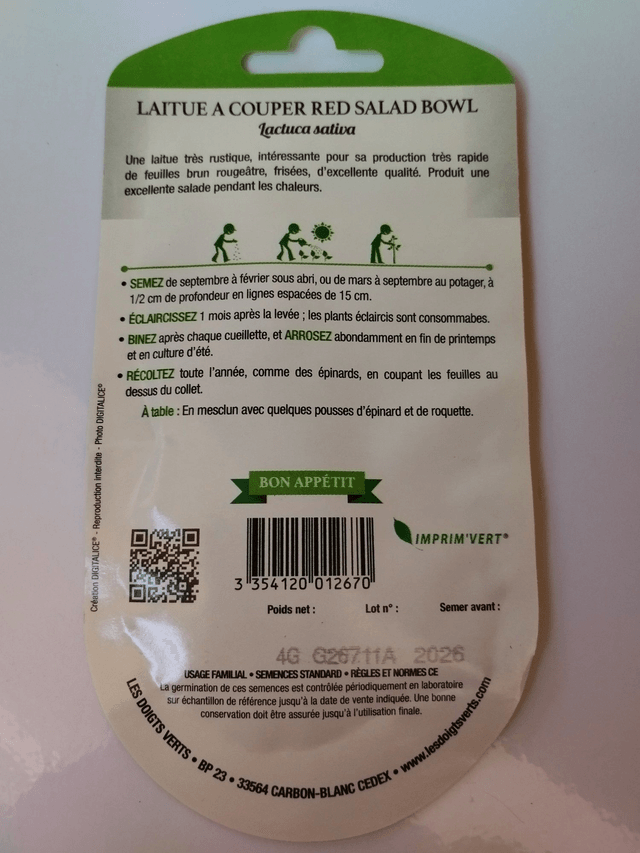 LAITUE A COUPER RED SALAD BOWL
Lactuca sativa
Une laitue très rustique, intéressante pour sa production très rapide
de feuilles brun rougeâtre, frisées, d'excellente qualité. Produit une
excellente salade pendant les chaleurs.
• SEMEZ de septembre à février sous abri, ou de mars à septembre au potager, à
1/2 cm de profondeur en lignes espacées de 15 cm.
• ÉCLAIRCISSEZ 1 mois après la levée ; les plants éclaircis sont consommables.
• BINEZ après chaque cueillette, et ARROSEZ abondamment en fin de printemps
et en culture d'été.
• RÉCOLTEZ toute l'année, comme des épinards, en coupant les feuilles au
dessus du collet.
À table : En mesclun avec quelques pousses d'épinard et de roquette.
Création DIGITALICE® - Reproduction interdite - Photo DIGITALICE®
BON APPÉTIT
IMPRIM'VERT®
3 354120 012670
Poids net : Lot n° : Semer avant :
4G G26711A 2026
USAGE FAMILIAL • SEMENCES STANDARD • RÈGLES ET NORMES CE
La germination de ces semences est contrôlée périodiquement en laboratoire
sur échantillon de référence jusqu'à la date de vente indiquée. Une bonne
conservation doit être assurée jusqu'à l'utilisation finale.
LES DOIGTS VERTS • BP 23 • 33564 CARBON-BLANC CEDEX • www.lesdoigtsverts.com